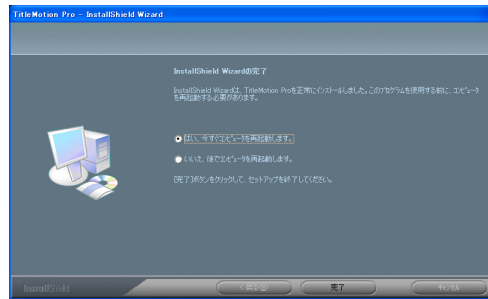 TitleMotion Pro - InstallShield Wizard
InstallShield Wizardの完了
InstallShield Wizardは、TitleMotion Proを正常にインストールしました。このプログラムを使用する前に、コンピュータ
を再起動する必要があります。
はい、今すぐコンピュータを再起動します。
いいえ、後でコンピュータを再起動します。
[完了]ボタンをクリックして、セットアップを終了してください。
InstallShield
< 戻る(B)
完了
キャンセル